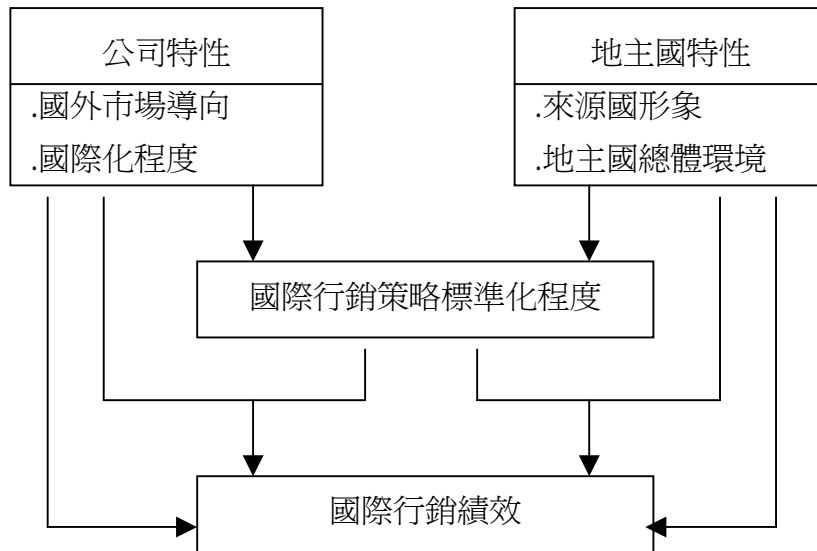 公司特性
.國外市場導向
.國際化程度
地主國特性
.來源國形象
.地主國總體環境
國際行銷策略標準化程度
國際行銷績效